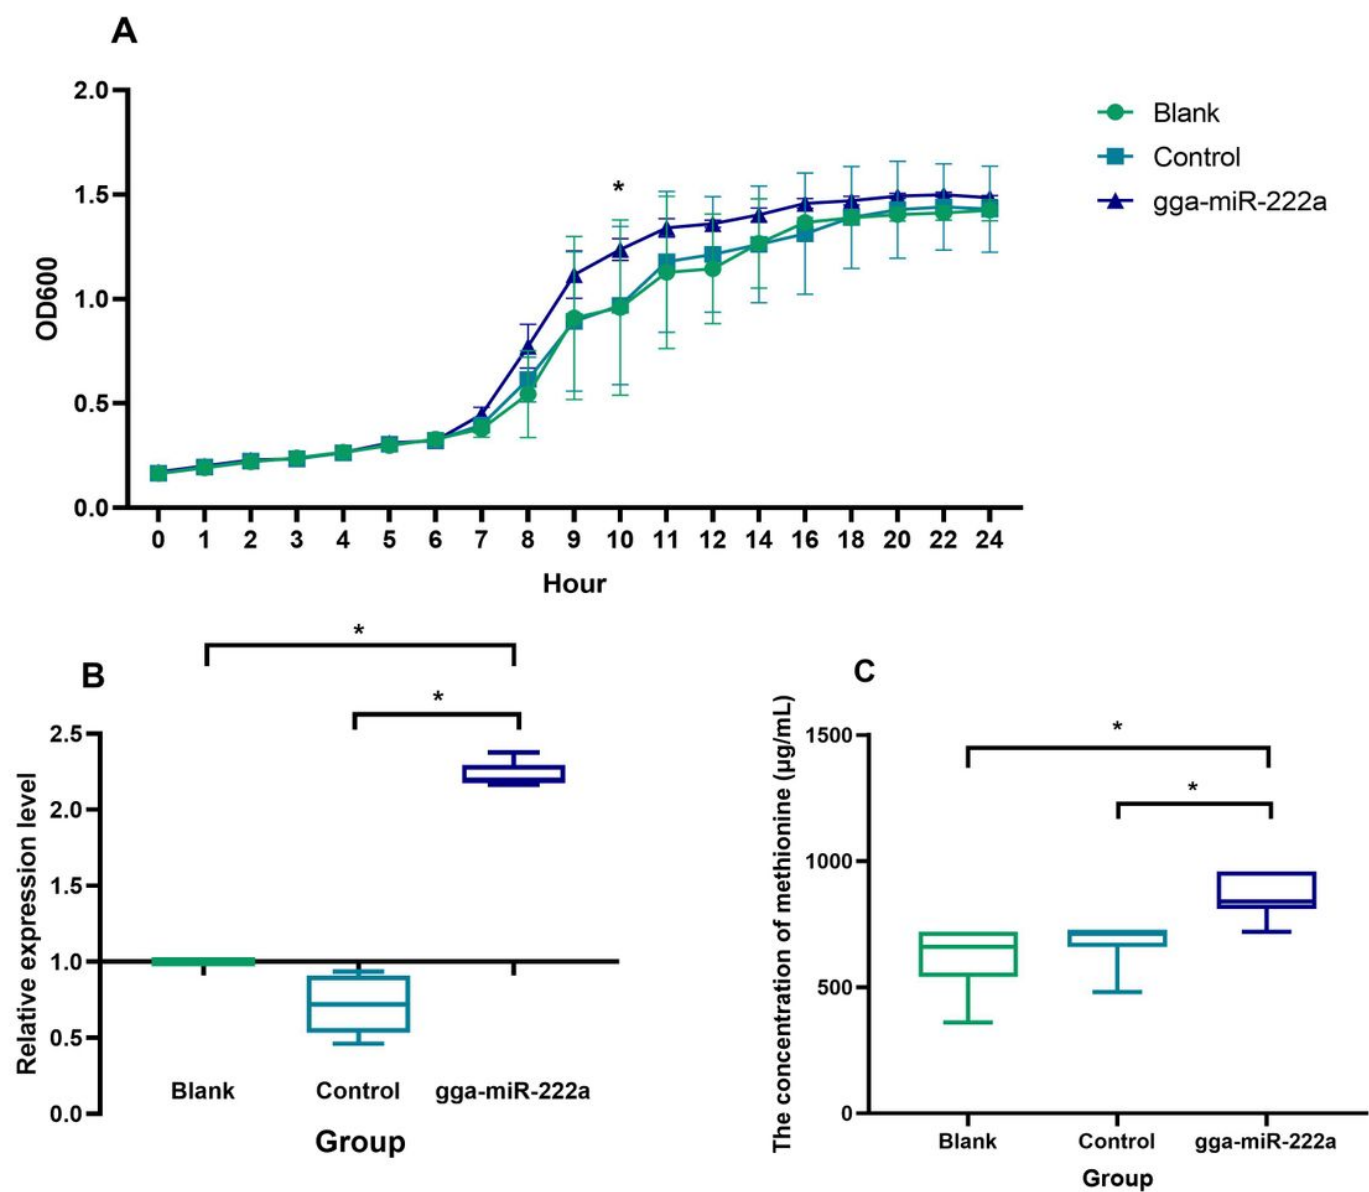 A
2.0
1.5
1.0
0.5
0.0
OD600
*
0 1 2 3 4 5 6 7 8 9 10 11 12 14 16 18 20 22 24
Hour
Blank
Control
gga-miR-222a
B
*
*
2.5
2.0
1.5
1.0
0.5
0.0
Relative expression level
Blank Control gga-miR-222a
Group
C
*
*
1500
1000
500
0
The concentration of methionine (μg/mL)
Blank Control gga-miR-222a
Group